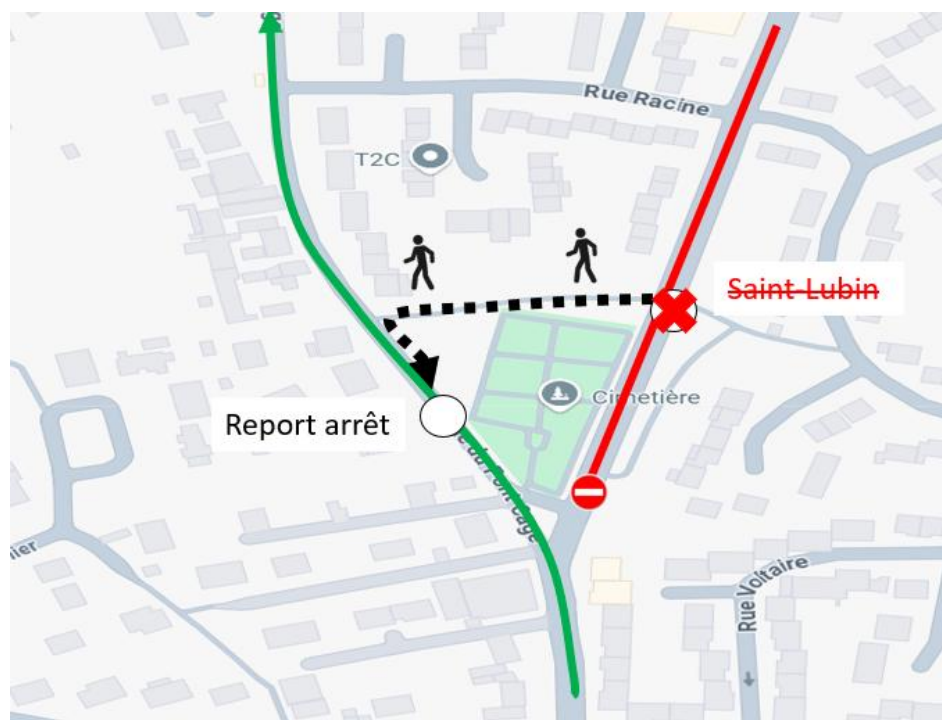 Rue Racine
T2C
Saint-Lubin
Cimetière
Report arrêt
Rue Voltaire